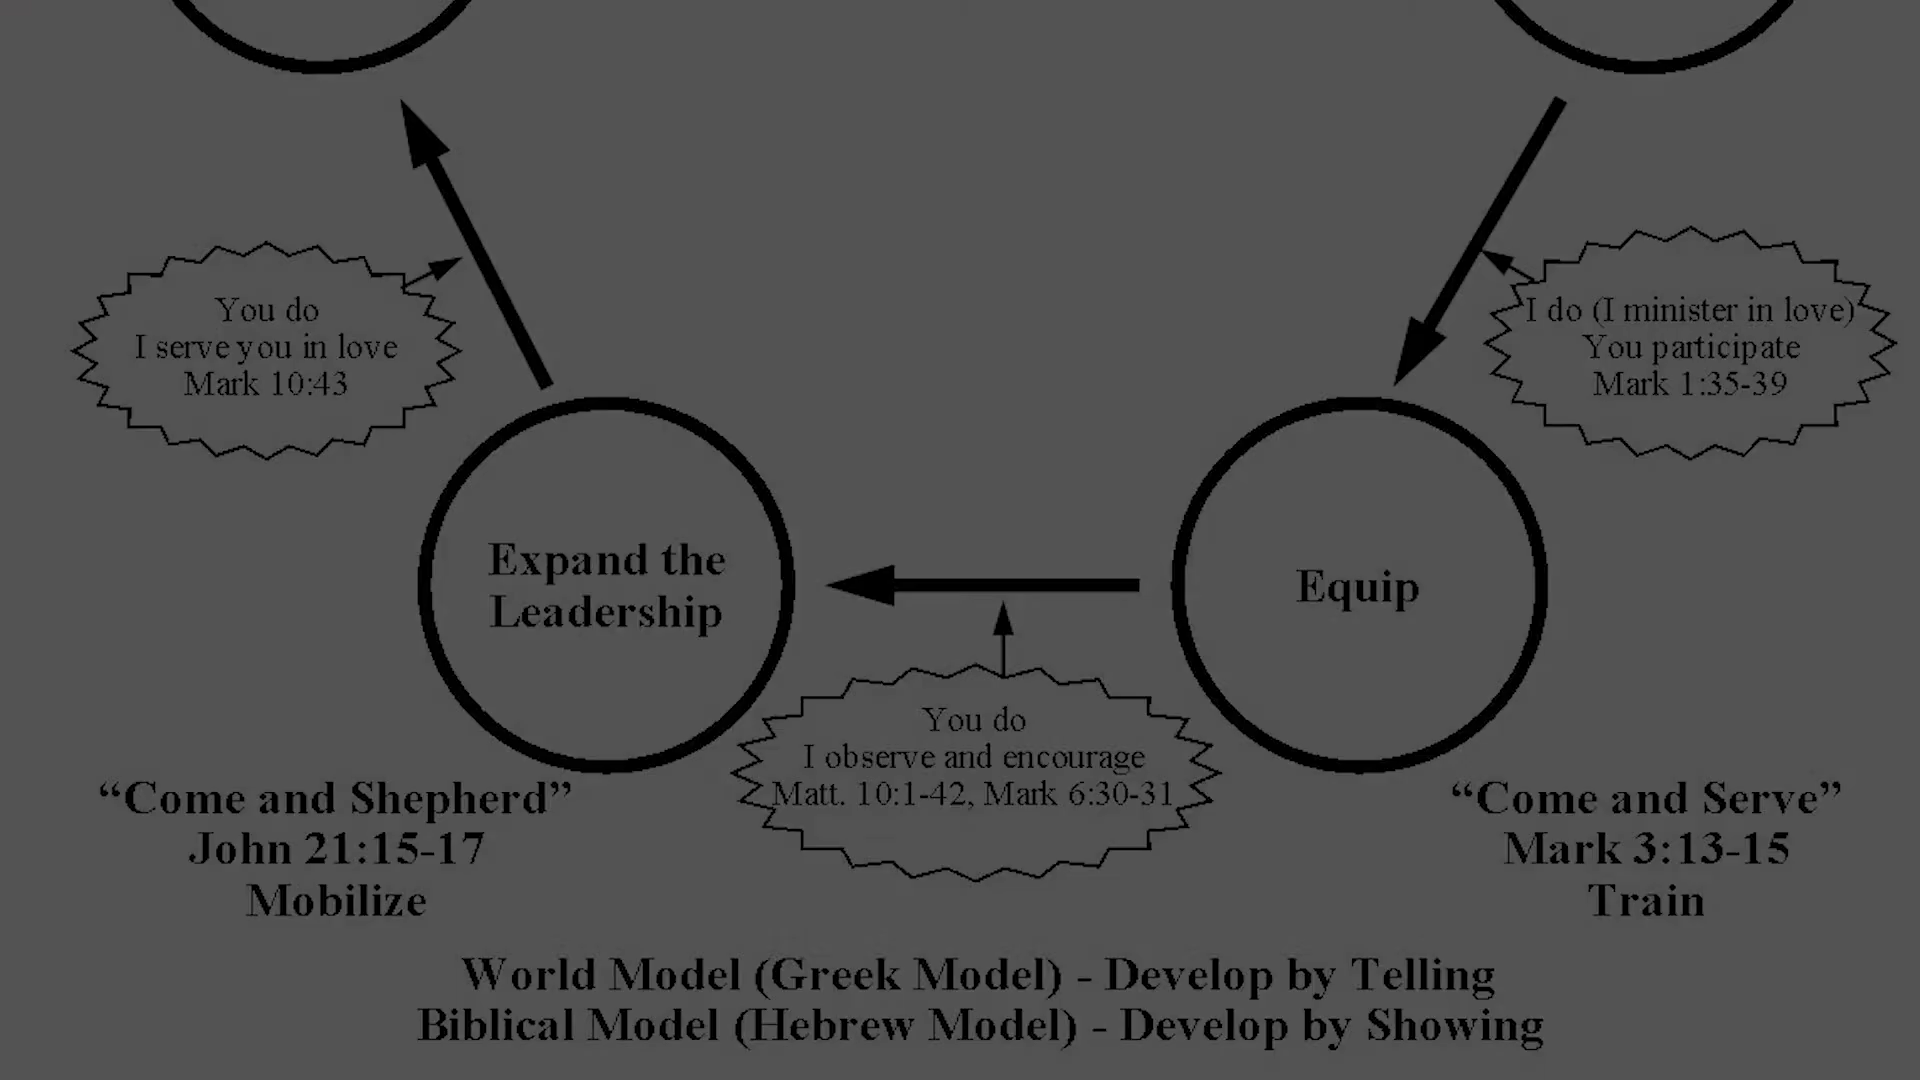 You do
I serve you in love
Mark 10:43
I do (I minister in love)
You participate
Mark 1:35-39
Expand the
Leadership
Equip
You do
I observe and encourage
Matt. 10:1-42, Mark 6:30-31
“Come and Shepherd”
John 21:15-17
Mobilize
“Come and Serve”
Mark 3:13-15
Train
World Model (Greek Model) - Develop by Telling
Biblical Model (Hebrew Model) - Develop by Showing